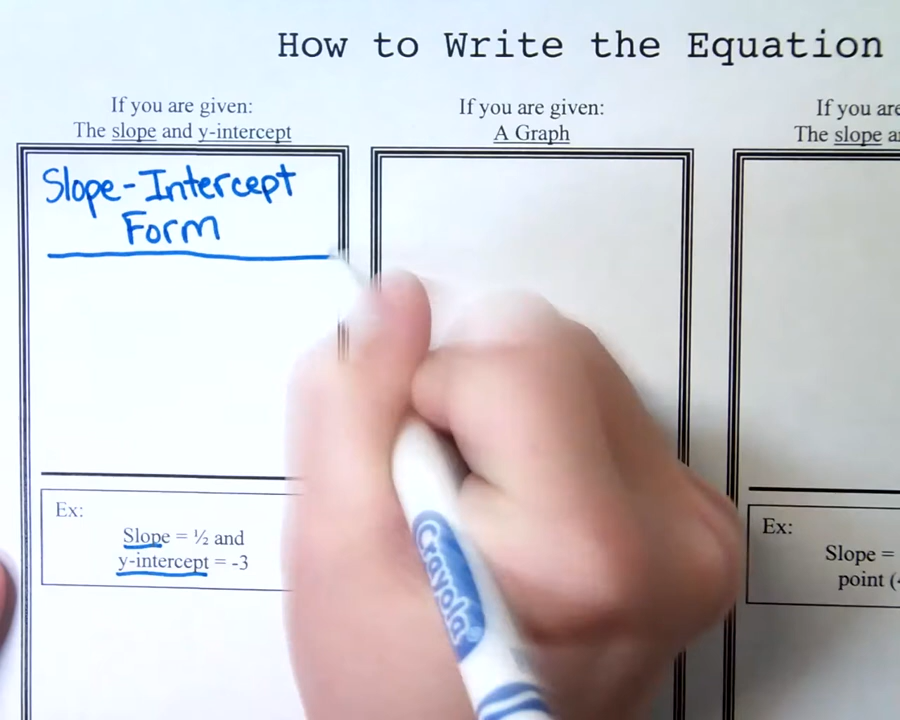 How to Write the Equation
If you are given:
The slope and y-intercept
Slope-Intercept
Form
Ex:
Slope = ½ and
y-intercept = -3
If you are given:
A Graph
If you are
The slope
Ex:
Slope =
point (
Crayola